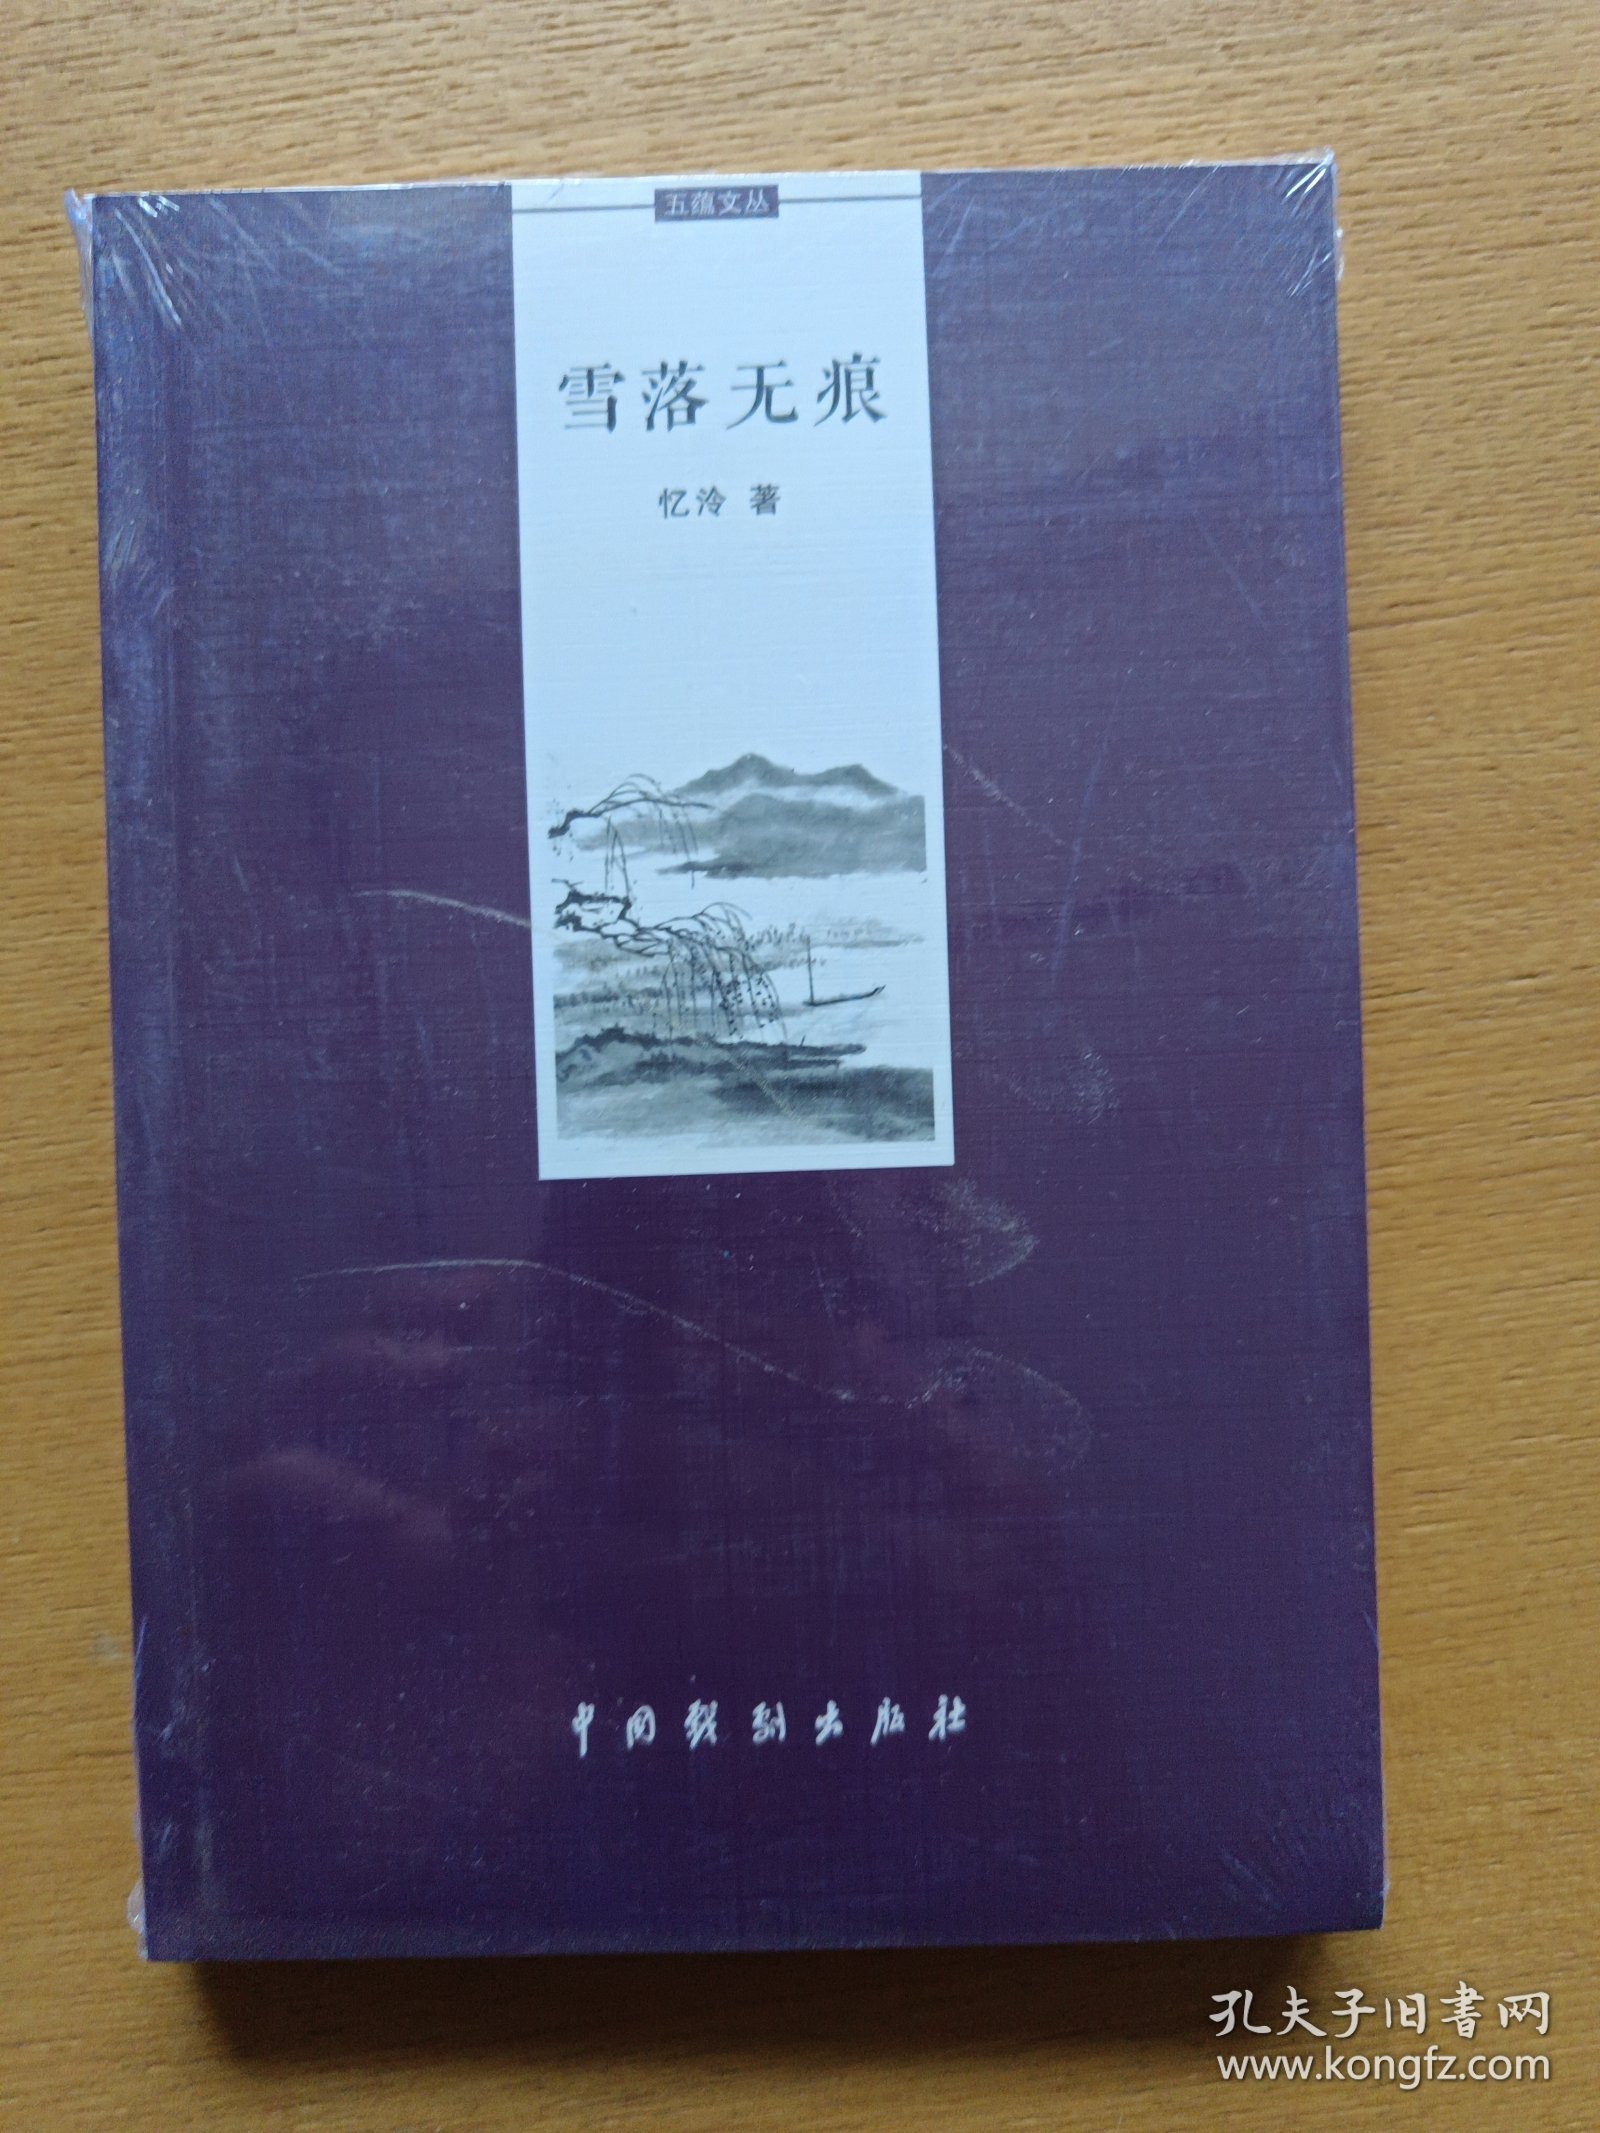 五蕴文丛
雪落无痕
忆泠 著
中国戏剧出版社
孔夫子旧书网
www.kongfz.com